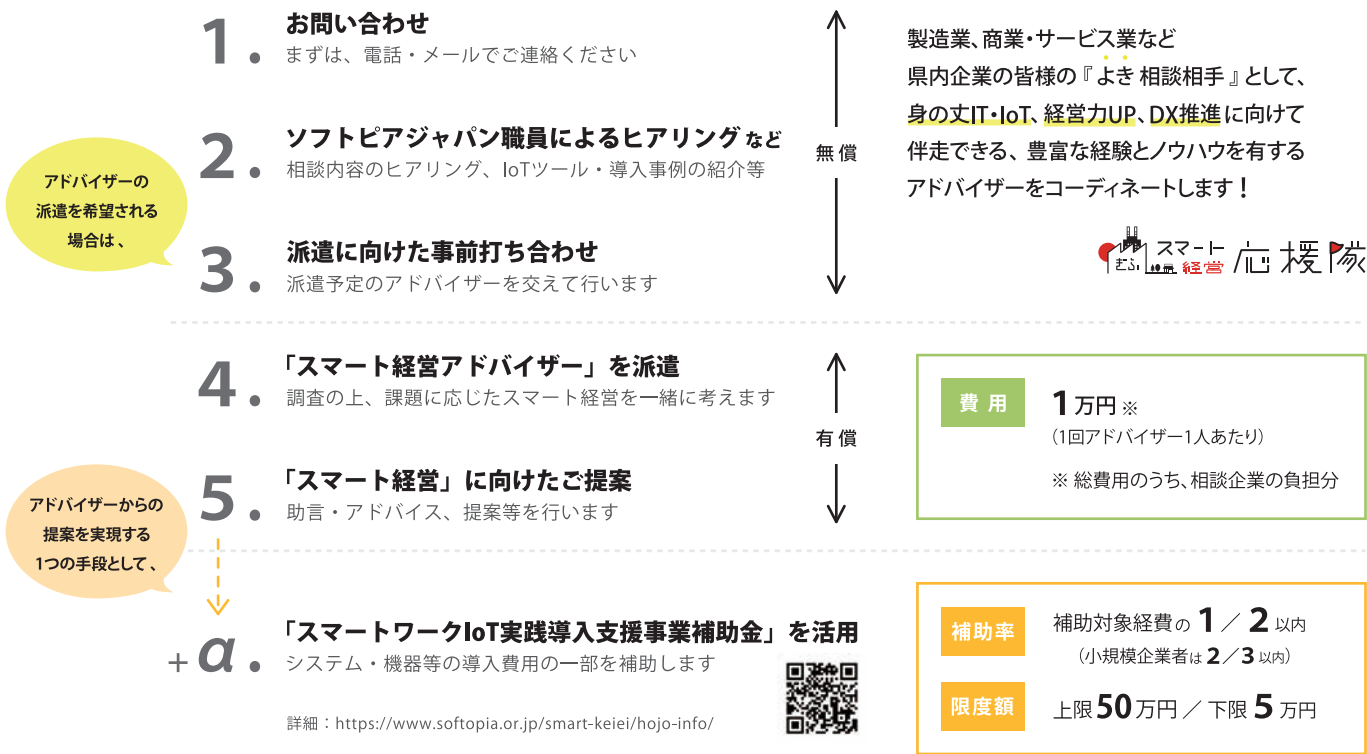 1. お問い合わせ
まずは、電話・メールでご連絡ください
アドバイザーの
派遣を希望される
場合は、
2. ソフトピアジャパン職員によるヒアリングなど
相談内容のヒアリング、IoTツール・導入事例の紹介等
3. 派遣に向けた事前打ち合わせ
派遣予定のアドバイザーを交えて行います
無償
製造業、商業・サービス業など
県内企業の皆様の『よき相談相手』として、
身の丈IT・IoT、経営力UP、DX推進に向けて
伴走できる、豊富な経験とノウハウを有する
アドバイザーをコーディネートします！
ぎふ スマート経営 応援隊
4. 「スマート経営アドバイザー」を派遣
調査の上、課題に応じたスマート経営を一緒に考えます
アドバイザーからの
提案を実現する
1つの手段として、
5. 「スマート経営」に向けたご提案
助言・アドバイス、提案等を行います
有償
費用 1万円※
（1回アドバイザー1人あたり）
※ 総費用のうち、相談企業の負担分
+α. 「スマートワークIoT実践導入支援事業補助金」を活用
システム・機器等の導入費用の一部を補助します
詳細：https://www.softopia.or.jp/smart-keiei/hojo-info/
補助率 補助対象経費の 1／2 以内
（小規模企業者は 2／3 以内）
限度額 上限50万円／下限5万円